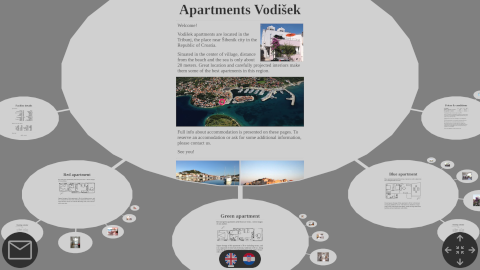 Apartments Vodišek
Welcome!
Vodišek apartments are located in the
Tribunj, the place near Šibenik city in the
Republic of Croatia.
Situated in the centre of village, distance
from the beach and the sea is only about
20 meters. Great location and carefully projected interiors make
them some of the best apartments in this region.
Full info about accommodation is presented on these pages. To
reserve an accommodation or ask for some additional information,
please contact us.
See you!
Red apartment
Blue apartment
Green apartment